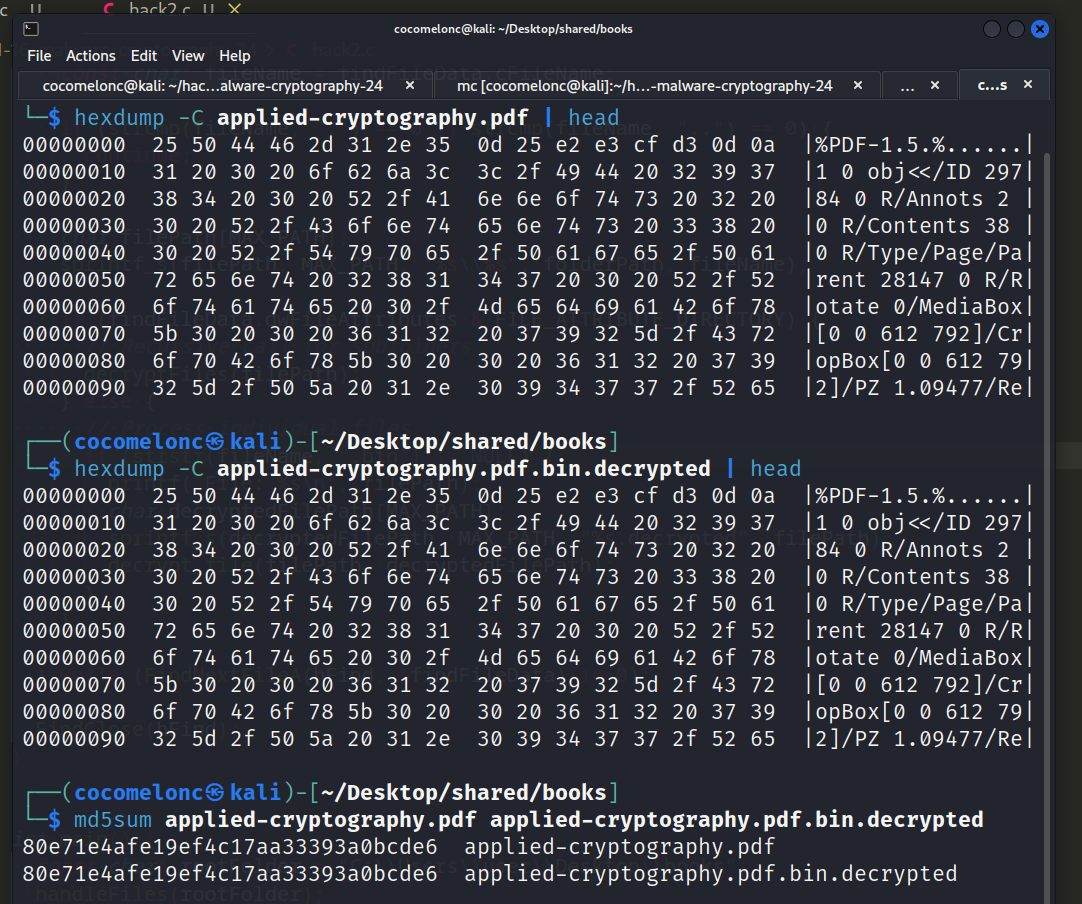 hack2.c U
cocomelonc@kali: ~/Desktop/shared/books
File Actions Edit View Help
cocomelonc@kali: ~/hac...alware-cryptography-24 × mc [cocomelonc@kali]:~/h...-malware-cryptography-24 × ... × c...s ×
└─$ hexdump -C applied-cryptography.pdf | head
00000000  25 50 44 46 2d 31 2e 35  0d 25 e2 e3 cf d3 0d 0a  |%PDF-1.5.%......|
00000010  31 20 30 20 6f 62 6a 3c  3c 2f 49 44 20 32 39 37  |1 0 obj<</ID 297|
00000020  38 34 20 30 20 52 2f 41  6e 6e 6f 74 73 20 32 20  |84 0 R/Annots 2 |
00000030  30 20 52 2f 43 6f 6e 74  65 6e 74 73 20 33 38 20  |0 R/Contents 38 |
00000040  30 20 52 2f 54 79 70 65  2f 50 61 67 65 2f 50 61  |0 R/Type/Page/Pa|
00000050  72 65 6e 74 20 32 38 31  34 37 20 30 20 52 2f 52  |rent 28147 0 R/R|
00000060  6f 74 61 74 65 20 30 2f  4d 65 64 69 61 42 6f 78  |otate 0/MediaBox|
00000070  5b 30 20 30 20 36 31 32  20 37 39 32 5d 2f 43 72  |[0 0 612 792]/Cr|
00000080  6f 70 42 6f 78 5b 30 20  30 20 36 31 32 20 37 39  |opBox[0 0 612 79|
00000090  32 5d 2f 50 5a 20 31 2e  30 39 34 37 37 2f 52 65  |2]/PZ 1.09477/Re|
┌──(cocomelonc㉿kali)-[~/Desktop/shared/books]
└─$ hexdump -C applied-cryptography.pdf.bin.decrypted | head
00000000  25 50 44 46 2d 31 2e 35  0d 25 e2 e3 cf d3 0d 0a  |%PDF-1.5.%......|
00000010  31 20 30 20 6f 62 6a 3c  3c 2f 49 44 20 32 39 37  |1 0 obj<</ID 297|
00000020  38 34 20 30 20 52 2f 41  6e 6e 6f 74 73 20 32 20  |84 0 R/Annots 2 |
00000030  30 20 52 2f 43 6f 6e 74  65 6e 74 73 20 33 38 20  |0 R/Contents 38 |
00000040  30 20 52 2f 54 79 70 65  2f 50 61 67 65 2f 50 61  |0 R/Type/Page/Pa|
00000050  72 65 6e 74 20 32 38 31  34 37 20 30 20 52 2f 52  |rent 28147 0 R/R|
00000060  6f 74 61 74 65 20 30 2f  4d 65 64 69 61 42 6f 78  |otate 0/MediaBox|
00000070  5b 30 20 30 20 36 31 32  20 37 39 32 5d 2f 43 72  |[0 0 612 792]/Cr|
00000080  6f 70 42 6f 78 5b 30 20  30 20 36 31 32 20 37 39  |opBox[0 0 612 79|
00000090  32 5d 2f 50 5a 20 31 2e  30 39 34 37 37 2f 52 65  |2]/PZ 1.09477/Re|
┌──(cocomelonc㉿kali)-[~/Desktop/shared/books]
└─$ md5sum applied-cryptography.pdf applied-cryptography.pdf.bin.decrypted
80e71e4afe19ef4c17aa33393a0bcde6  applied-cryptography.pdf
80e71e4afe19ef4c17aa33393a0bcde6  applied-cryptography.pdf.bin.decrypted
handleFiles(rootFolder);